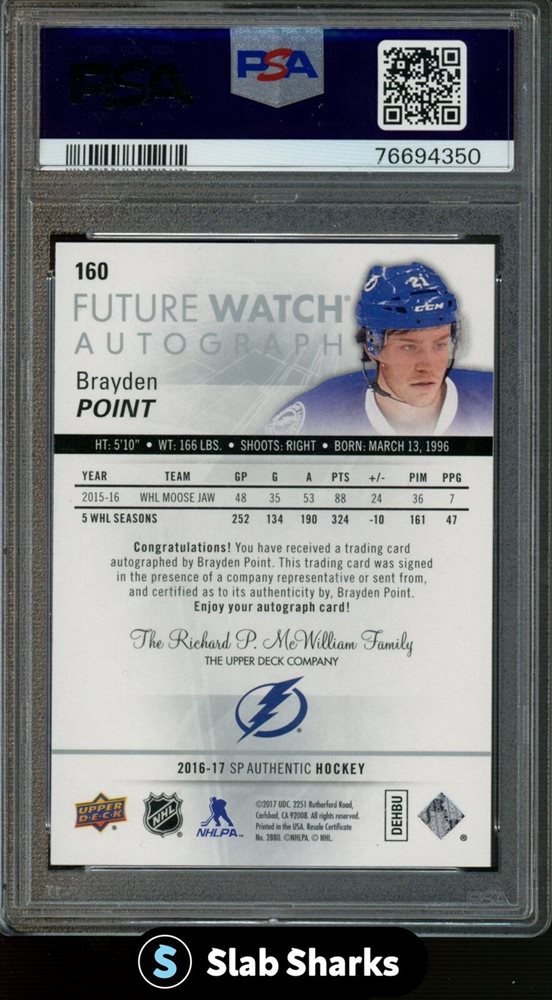 PSA
PSA
76694350
160
FUTURE WATCH®
AUTOGRAPH
21
CCM
Brayden
POINT
HT: 5'10" • WT: 166 LBS. • SHOOTS: RIGHT • BORN: MARCH 13, 1996
YEAR TEAM GP G A PTS +/- PIM PPG
2015-16 WHL MOOSE JAW 48 35 53 88 24 36 7
5 WHL SEASONS 252 134 190 324 -10 161 47
Congratulations! You have received a trading card
autographed by Brayden Point. This trading card was signed
in the presence of a company representative or sent from,
and certified as to its authenticity by, Brayden Point.
Enjoy your autograph card!
The Richard P. McWilliam Family
THE UPPER DECK COMPANY
2016-17 SP AUTHENTIC HOCKEY
UPPER
DECK
NHL
NHLPA
©2017 UDC. 2251 Rutherford Road,
Carlsbad, CA 92008. All rights reserved.
Printed in the USA. Resale Certificate
No. 2880. ©NHLPA. © NHL.
DEHBU
PSA
S Slab Sharks